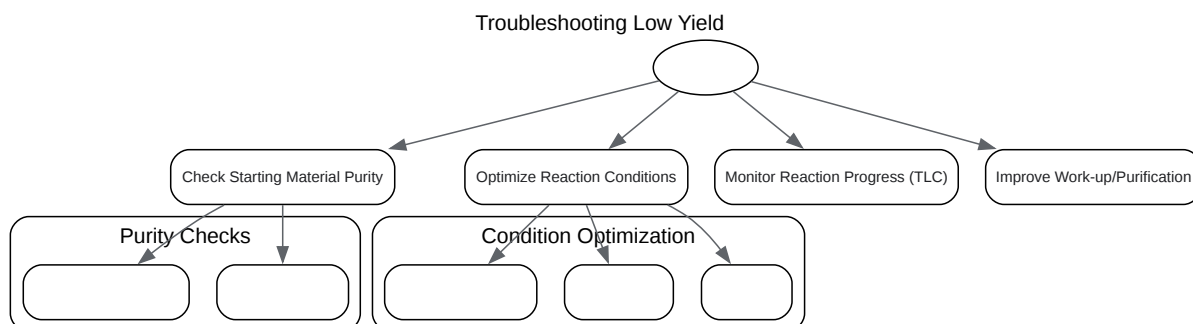 Troubleshooting Low Yield
Check Starting Material Purity
Optimize Reaction Conditions
Monitor Reaction Progress (TLC)
Improve Work-up/Purification
Purity Checks
Condition Optimization